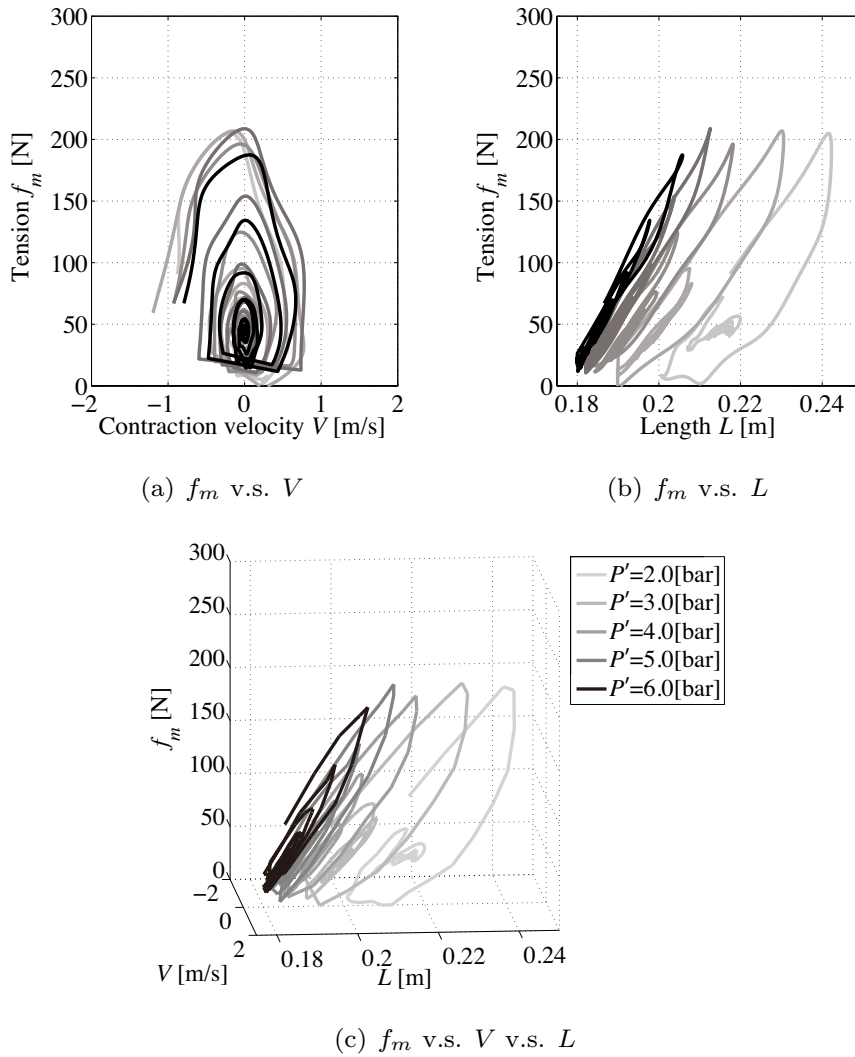 300
250
200
150
100
50
0
−2 −1 0 1 2
Tension f_m [N]
Contraction velocity V [m/s]
(a) f_m v.s. V
300
250
200
150
100
50
0
0.18 0.2 0.22 0.24
Tension f_m [N]
Length L [m]
(b) f_m v.s. L
300
250
200
150
100
50
0
f_m [N]
−2
0
2
V [m/s]
0.18 0.2 0.22 0.24
L [m]
P′=2.0[bar]
P′=3.0[bar]
P′=4.0[bar]
P′=5.0[bar]
P′=6.0[bar]
(c) f_m v.s. V v.s. L